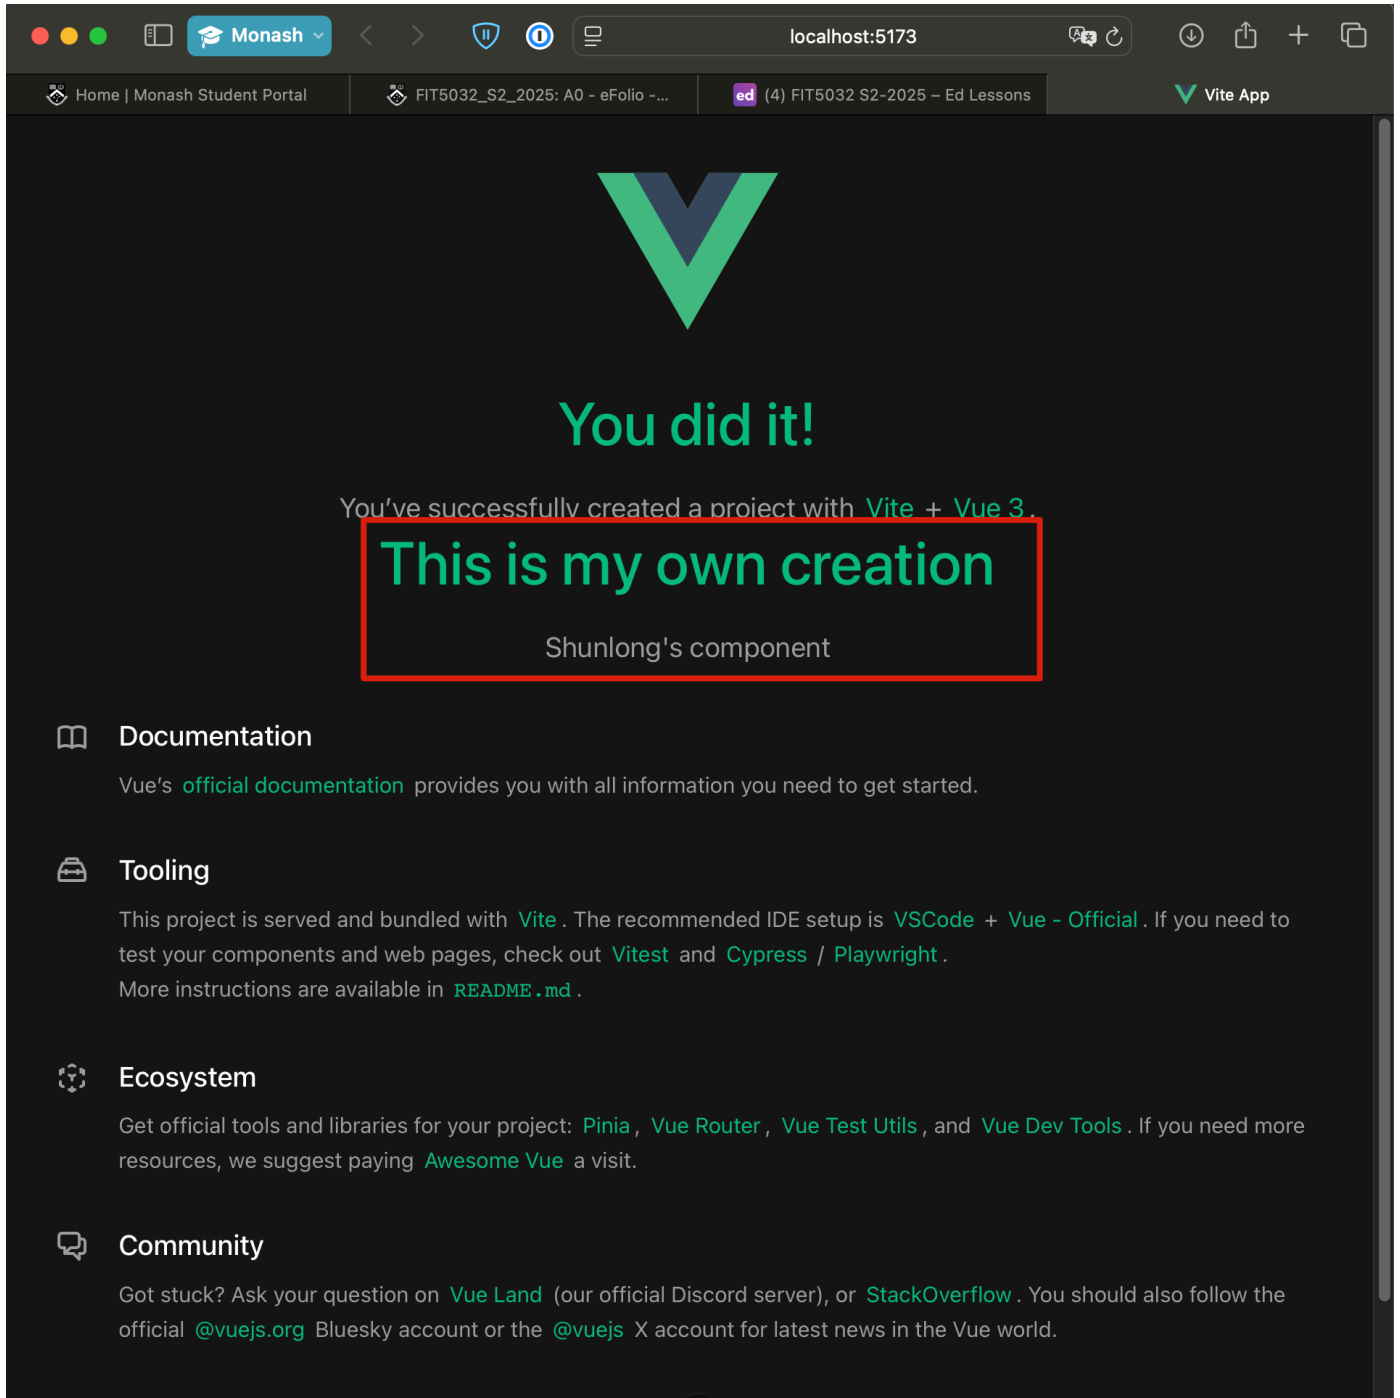 Monash
localhost:5173
Home | Monash Student Portal
FIT5032_S2_2025: A0 - eFolio -...
ed (4) FIT5032 S2-2025 – Ed Lessons
Vite App
You did it!
You’ve successfully created a project with Vite + Vue 3.
This is my own creation
Shunlong's component
Documentation
Vue’s official documentation provides you with all information you need to get started.
Tooling
This project is served and bundled with Vite. The recommended IDE setup is VSCode + Vue - Official. If you need to
test your components and web pages, check out Vitest and Cypress / Playwright.
More instructions are available in README.md.
Ecosystem
Get official tools and libraries for your project: Pinia, Vue Router, Vue Test Utils, and Vue Dev Tools. If you need more
resources, we suggest paying Awesome Vue a visit.
Community
Got stuck? Ask your question on Vue Land (our official Discord server), or StackOverflow. You should also follow the
official @vuejs.org Bluesky account or the @vuejs X account for latest news in the Vue world.